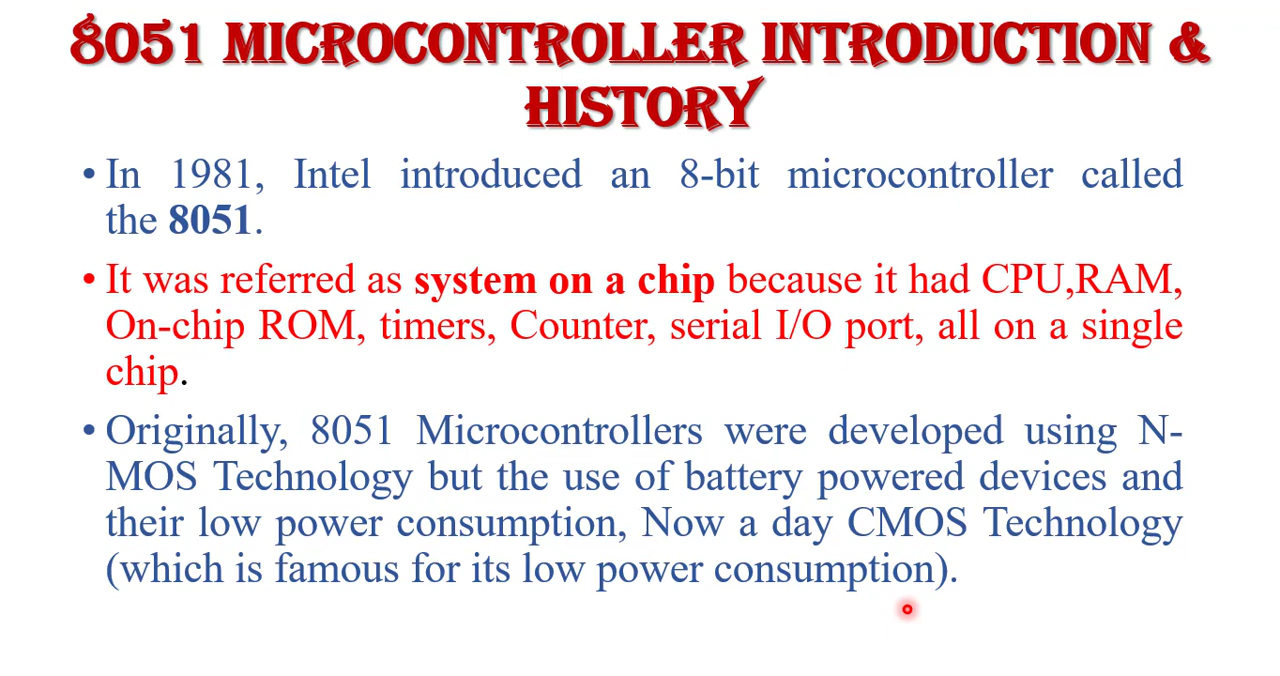 8051 MICROCONTROLLER INTRODUCTION &
HISTORY
• In 1981, Intel introduced an 8-bit microcontroller called
the 8051.
• It was referred as system on a chip because it had CPU,RAM,
On-chip ROM, timers, Counter, serial I/O port, all on a single
chip.
• Originally, 8051 Microcontrollers were developed using N-
MOS Technology but the use of battery powered devices and
their low power consumption, Now a day CMOS Technology
(which is famous for its low power consumption).